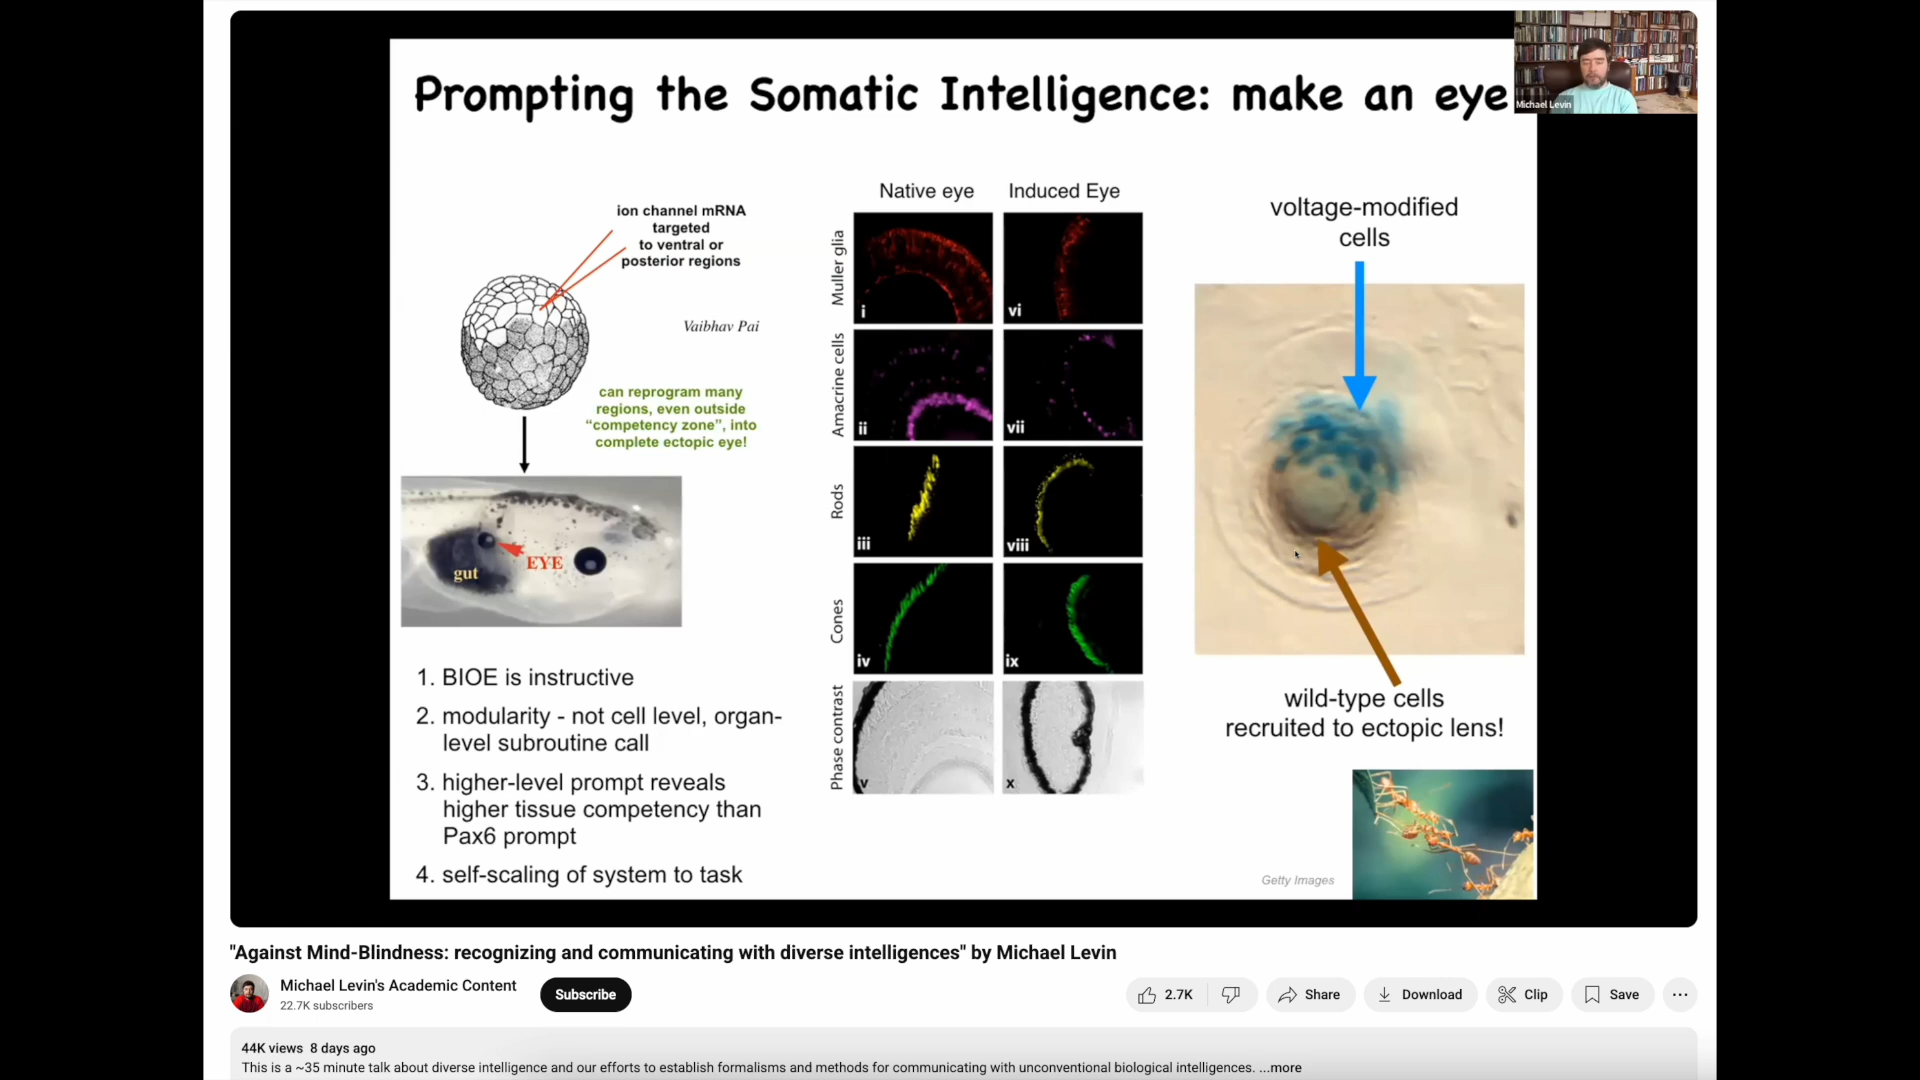 Prompting the Somatic Intelligence: make an eye
Michael Levin
ion channel mRNA
targeted
to ventral or
posterior regions
Vaibhav Pai
can reprogram many
regions, even outside
“competency zone”, into
complete ectopic eye!
gut
EYE
1. BIOE is instructive
2. modularity - not cell level, organ-
level subroutine call
3. higher-level prompt reveals
higher tissue competency than
Pax6 prompt
4. self-scaling of system to task
Native eye
Induced Eye
Muller glia
i
vi
Amacrine cells
ii
vii
Rods
iii
viii
Cones
iv
ix
Phase contrast
v
x
voltage-modified
cells
wild-type cells
recruited to ectopic lens!
Getty Images
"Against Mind-Blindness: recognizing and communicating with diverse intelligences" by Michael Levin
Michael Levin's Academic Content
22.7K subscribers
Subscribe
2.7K
Share
Download
Clip
Save
44K views 8 days ago
This is a ~35 minute talk about diverse intelligence and our efforts to establish formalisms and methods for communicating with unconventional biological intelligences. ...more